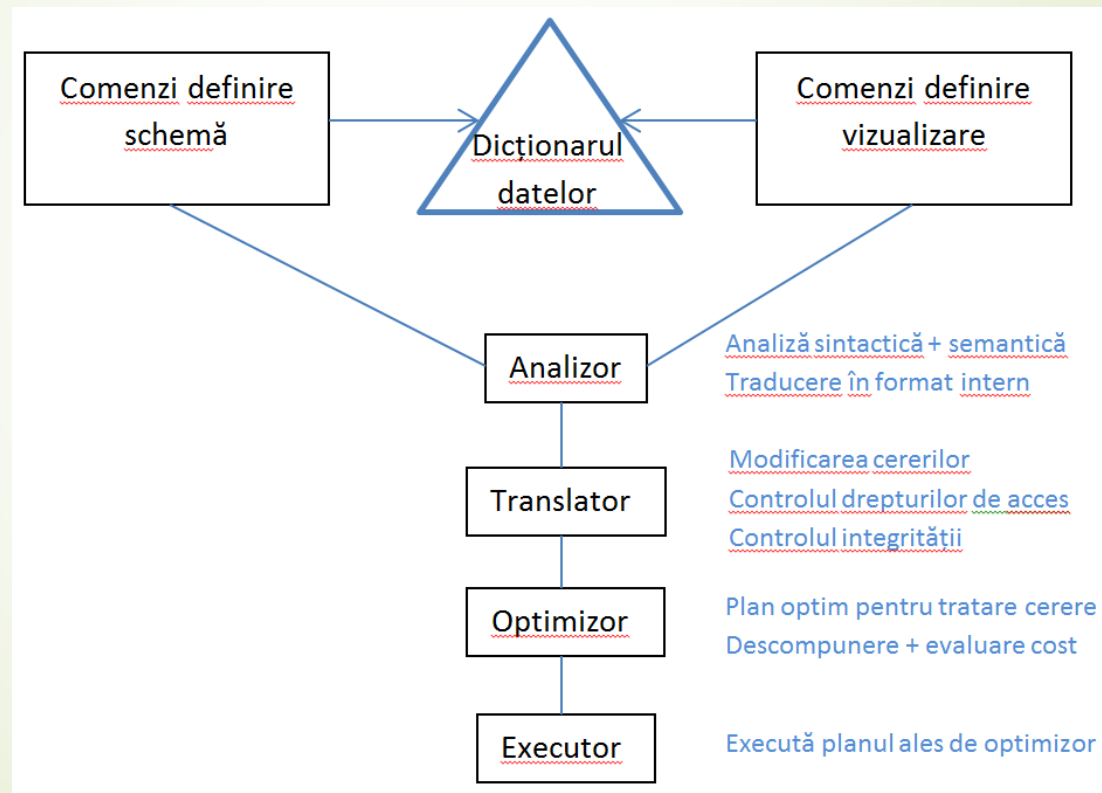 Comenzi definire
schemă
Dicționarul
datelor
Comenzi definire
vizualizare
Analizor
Analiză sintactică + semantică
Traducere în format intern
Translator
Modificarea cererilor
Controlul drepturilor de acces
Controlul integrității
Optimizor
Plan optim pentru tratare cerere
Descompunere + evaluare cost
Executor
Execută planul ales de optimizor